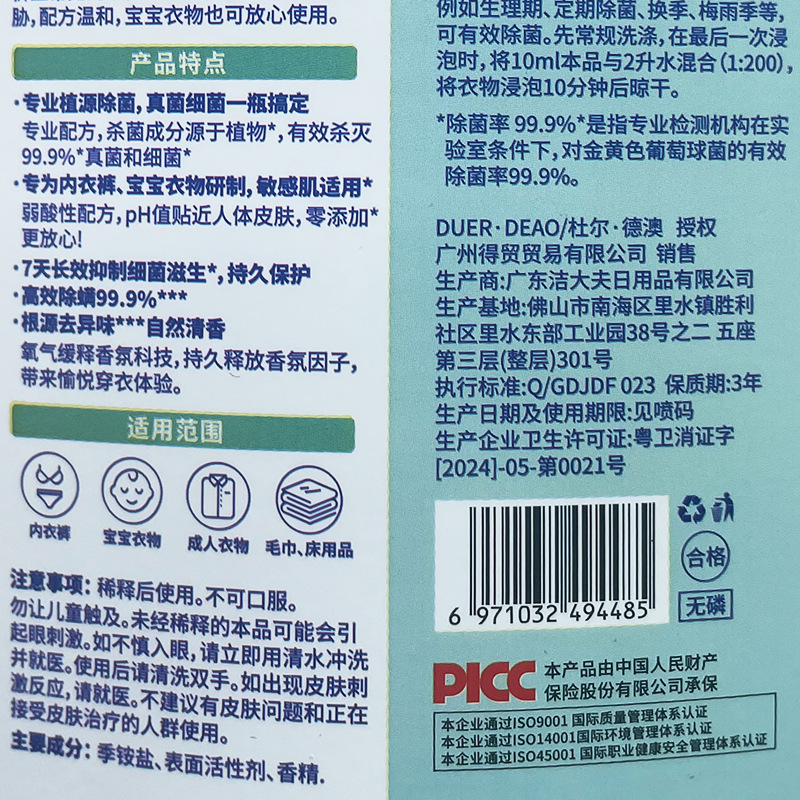 胁,配方温和,宝宝衣物也可放心使用。
产品特点
·专业植源除菌,真菌细菌一瓶搞定
专业配方,杀菌成分源于植物*,有效杀灭
99.9%*真菌和细菌*
·专为内衣裤、宝宝衣物研制,敏感肌适用*
弱酸性配方,pH值贴近人体皮肤,零添加*
更放心!
·7天长效抑制细菌滋生*,持久保护
·高效除螨99.9%***
·根源去异味***自然清香
氧气缓释香氛科技,持久释放香氛因子,
带来愉悦穿衣体验。
适用范围
内衣裤
宝宝衣物
成人衣物
毛巾、床用品
注意事项:稀释后使用。不可口服。
勿让儿童触及。未经稀释的本品可能会引
起眼刺激。如不慎入眼,请立即用清水冲洗
并就医。使用后请清洗双手。如出现皮肤刺
激反应,请就医。不建议有皮肤问题和正在
接受皮肤治疗的人群使用。
主要成分:季铵盐、表面活性剂、香精.
例如生理期、定期除菌、换季、梅雨季等,
可有效除菌。先常规洗涤,在最后一次浸
泡时,将10ml本品与2升水混合(1:200),
将衣物浸泡10分钟后晾干。
*除菌率 99.9%*是指专业检测机构在实
验室条件下,对金黄色葡萄球菌的有效
除菌率99.9%。
DUER·DEAO/杜尔·德澳 授权
广州得贸贸易有限公司 销售
生产商:广东洁大夫日用品有限公司
生产基地:佛山市南海区里水镇胜利
社区里水东部工业园38号之二 五座
第三层(整层)301号
执行标准:Q/GDJDF 023 保质期:3年
生产日期及使用期限:见喷码
生产企业卫生许可证:粤卫消证字
[2024]-05-第0021号
6 971032 494485
合格
无磷
PICC 本产品由中国人民财产
保险股份有限公司承保
本企业通过ISO9001 国际质量管理体系认证
本企业通过ISO14001 国际环境管理体系认证
本企业通过ISO45001 国际职业健康安全管理体系认证